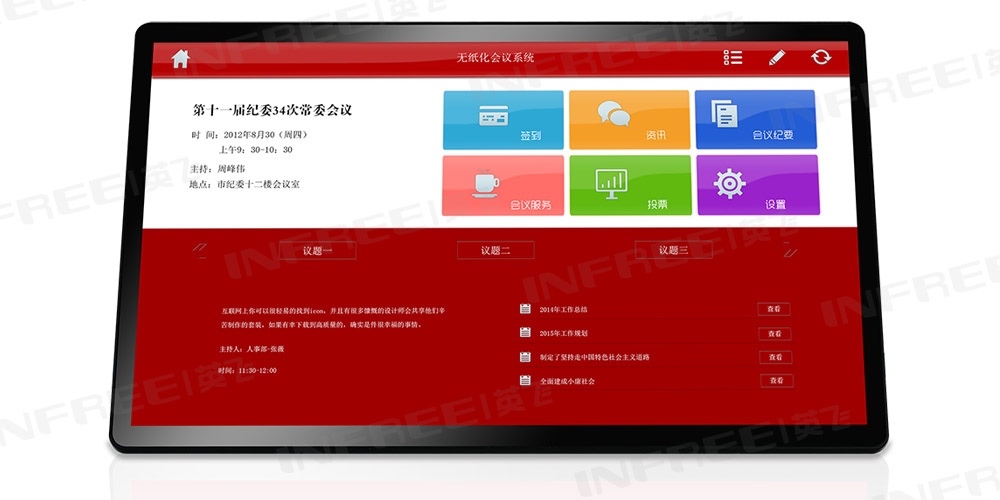 无纸化会议系统
第十一届纪委34次常委会议
时 间：2012年8月30（周四）
上午9：30-10：30
主持：周峰伟
地点：市纪委十二楼会议室
签到
资讯
会议纪要
会议服务
投票
设置
议题一
议题二
议题三
互联网上你可以很轻易的找到icon，并且有很多慷慨的设计师会共享他们辛
苦制作的套装。如果有幸下载到高质量的，确实是件很幸福的事情。
主持人：人事部-张薇
时间：11:30-12:00
2014年工作总结
查看
2015年工作规划
查看
制定了坚持走中国特色社会主义道路
查看
全面建成小康社会
查看
INFREE|英飞